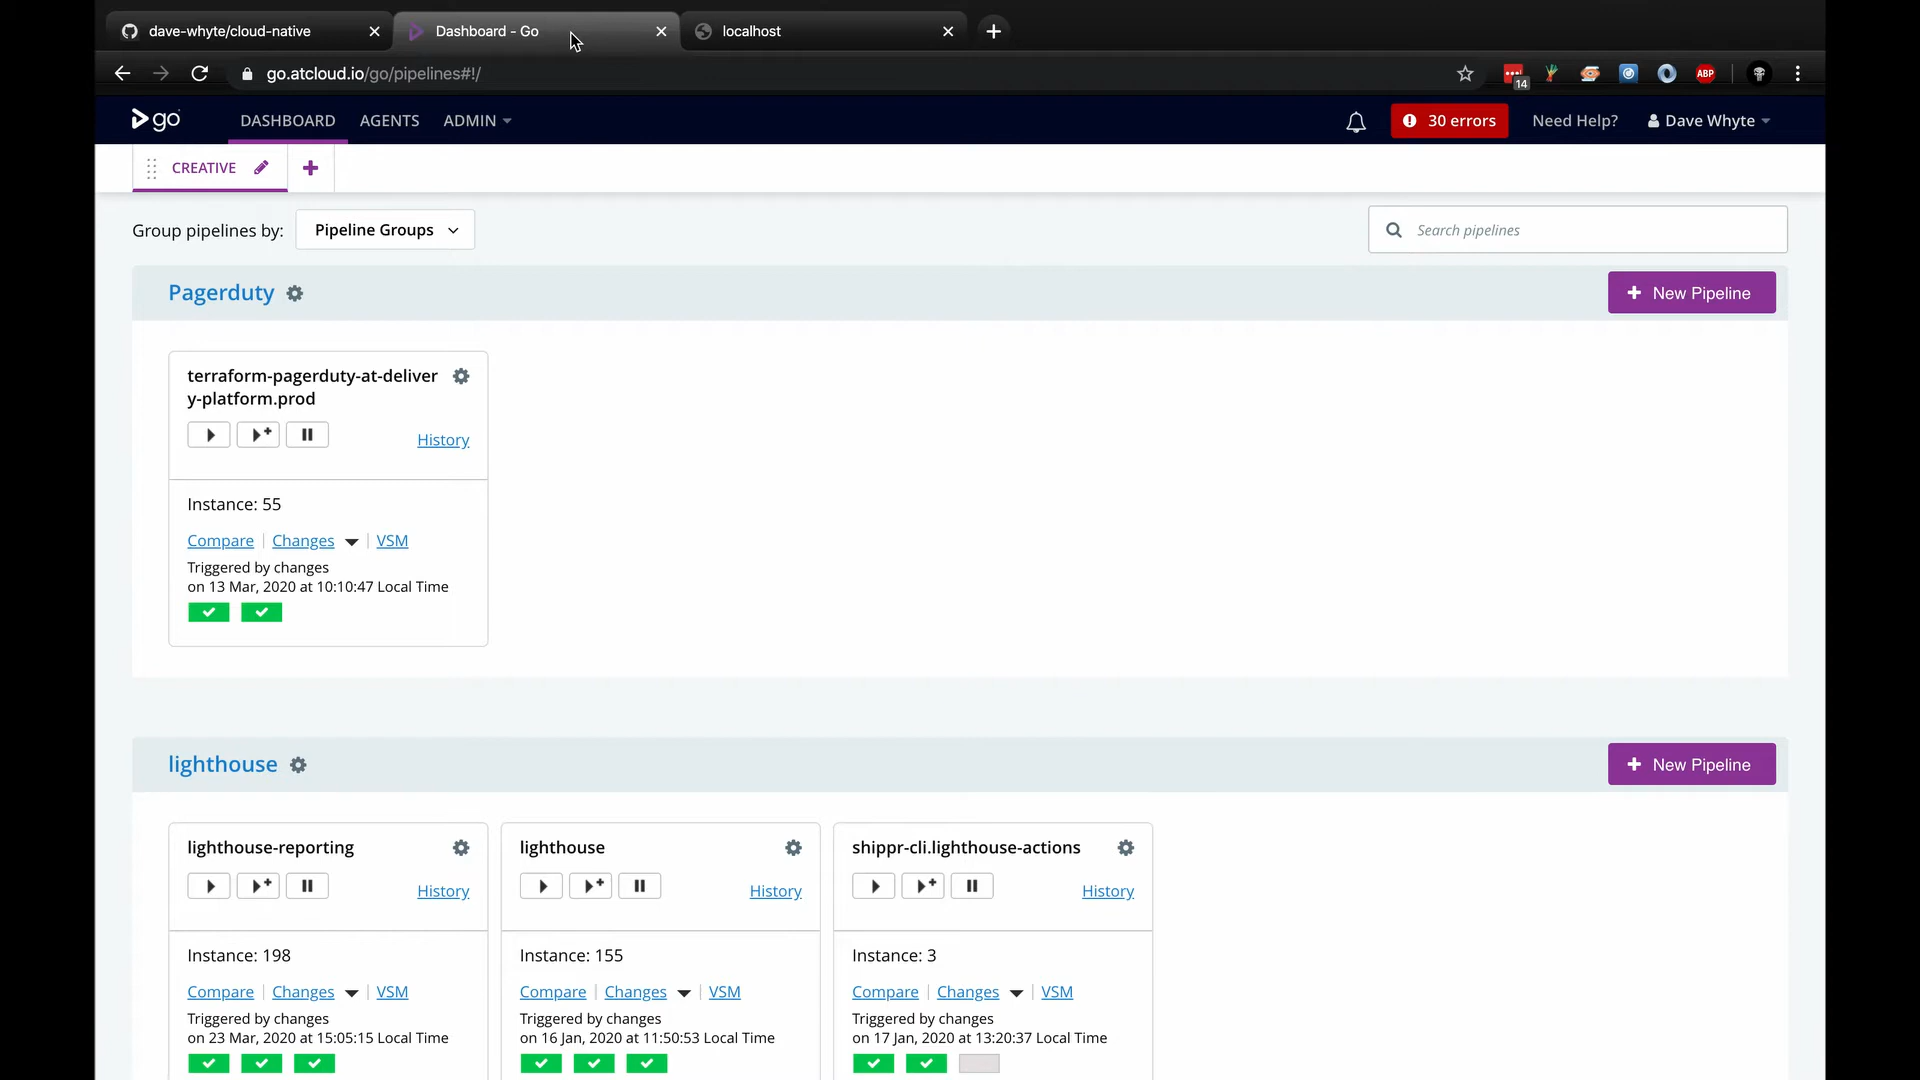 dave-whyte/cloud-native
Dashboard - Go
localhost
go.atcloud.io/go/pipelines#!/
14
ABP
go
DASHBOARD
AGENTS
ADMIN
30 errors
Need Help?
Dave Whyte
CREATIVE
Group pipelines by:
Pipeline Groups
Search pipelines
Pagerduty
New Pipeline
terraform-pagerduty-at-deliver
y-platform.prod
History
Instance: 55
Compare | Changes | VSM
Triggered by changes
on 13 Mar, 2020 at 10:10:47 Local Time
lighthouse
New Pipeline
lighthouse-reporting
History
Instance: 198
Compare | Changes | VSM
Triggered by changes
on 23 Mar, 2020 at 15:05:15 Local Time
lighthouse
History
Instance: 155
Compare | Changes | VSM
Triggered by changes
on 16 Jan, 2020 at 11:50:53 Local Time
shippr-cli.lighthouse-actions
History
Instance: 3
Compare | Changes | VSM
Triggered by changes
on 17 Jan, 2020 at 13:20:37 Local Time